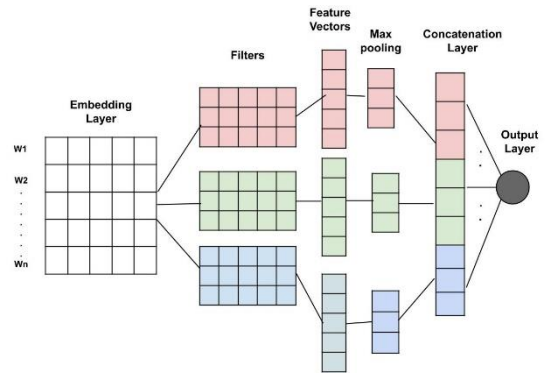 Feature
Vectors
Max
pooling
Concatenation
Layer
Filters
Embedding
Layer
Output
Layer
W1
W2
Wn